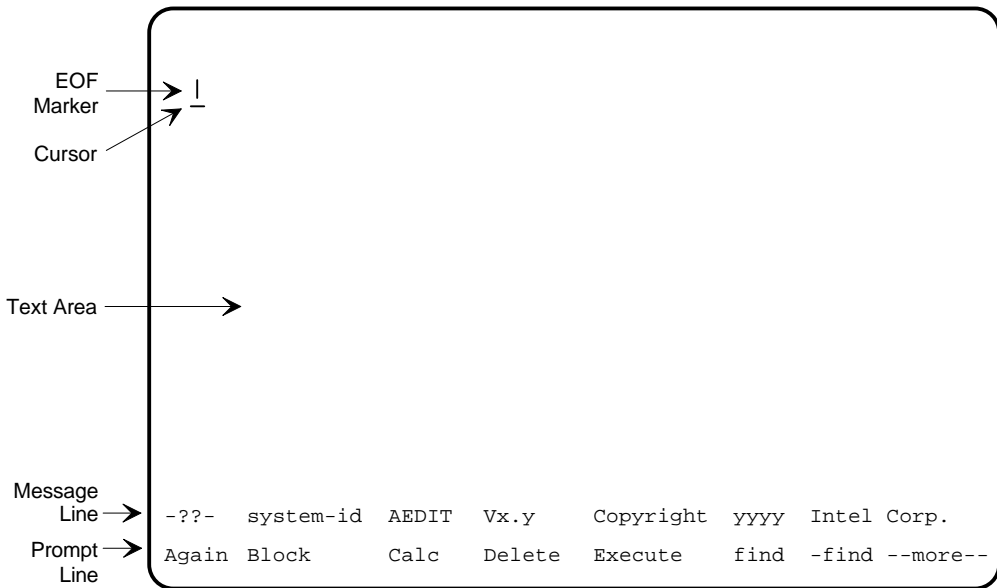 EOF
Marker
Cursor
Text Area
Message
Line
-??- system-id AEDIT Vx.y Copyright yyyy Intel Corp.
Prompt
Line
Again Block Calc Delete Execute find -find --more--